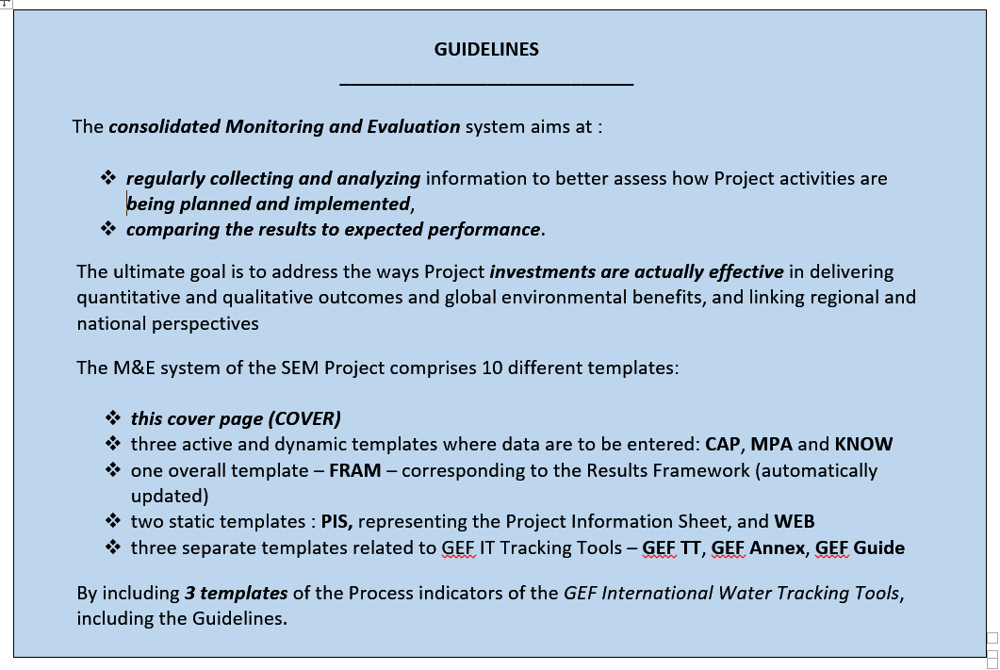 GUIDELINES
The consolidated Monitoring and Evaluation system aims at :
❖ regularly collecting and analyzing information to better assess how Project activities are
being planned and implemented,
❖ comparing the results to expected performance.
The ultimate goal is to address the ways Project investments are actually effective in delivering
quantitative and qualitative outcomes and global environmental benefits, and linking regional and
national perspectives
The M&E system of the SEM Project comprises 10 different templates:
❖ this cover page (COVER)
❖ three active and dynamic templates where data are to be entered: CAP, MPA and KNOW
❖ one overall template – FRAM – corresponding to the Results Framework (automatically
updated)
❖ two static templates : PIS, representing the Project Information Sheet, and WEB
❖ three separate templates related to GEF IT Tracking Tools – GEF TT, GEF Annex, GEF Guide
By including 3 templates of the Process indicators of the GEF International Water Tracking Tools,
including the Guidelines.